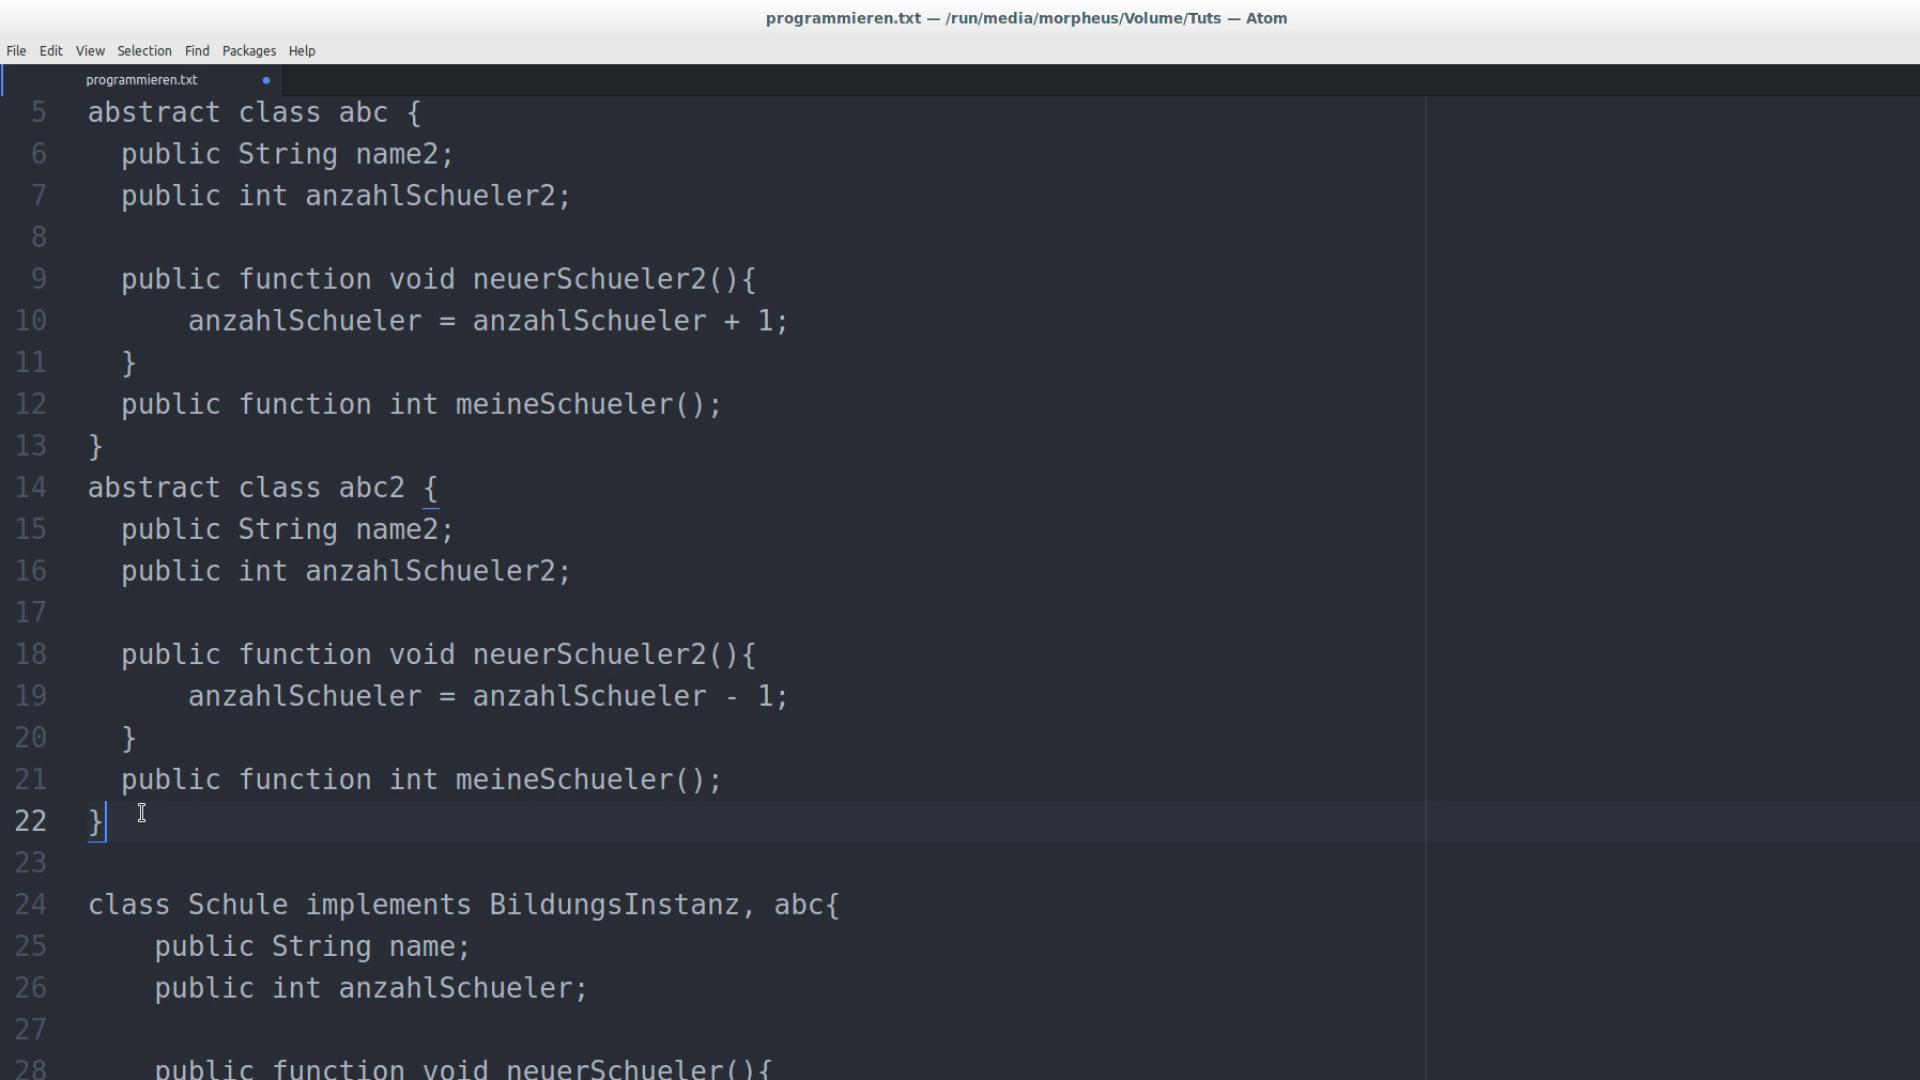 programmieren.txt — /run/media/morpheus/Volume/Tuts — Atom
File Edit View Selection Find Packages Help
programmieren.txt
5 abstract class abc {
6   public String name2;
7   public int anzahlSchueler2;
8
9   public function void neuerSchueler2(){
10       anzahlSchueler = anzahlSchueler + 1;
11   }
12   public function int meineSchueler();
13 }
14 abstract class abc2 {
15   public String name2;
16   public int anzahlSchueler2;
17
18   public function void neuerSchueler2(){
19       anzahlSchueler = anzahlSchueler - 1;
20   }
21   public function int meineSchueler();
22 }
23
24 class Schule implements BildungsInstanz, abc{
25     public String name;
26     public int anzahlSchueler;
27
28     public function void neuerSchueler(){